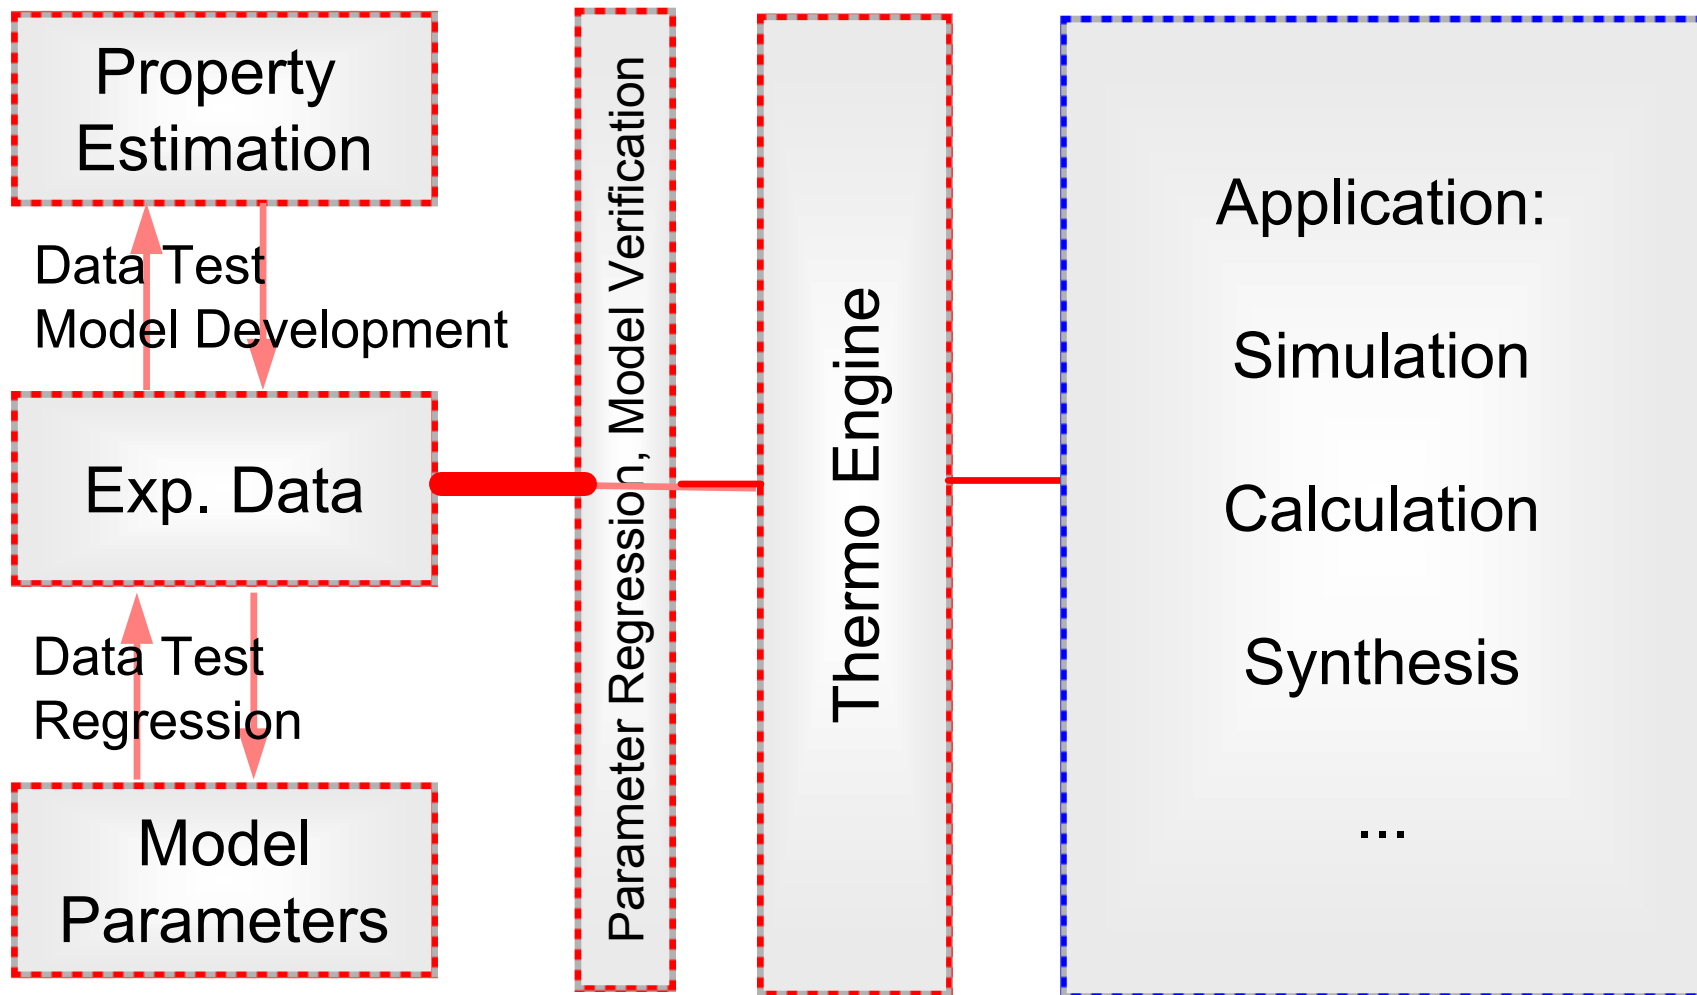 Property
Estimation
Data Test
Model Development
Exp. Data
Data Test
Regression
Model
Parameters
Parameter Regression, Model Verification
Thermo Engine
Application:
Simulation
Calculation
Synthesis
...